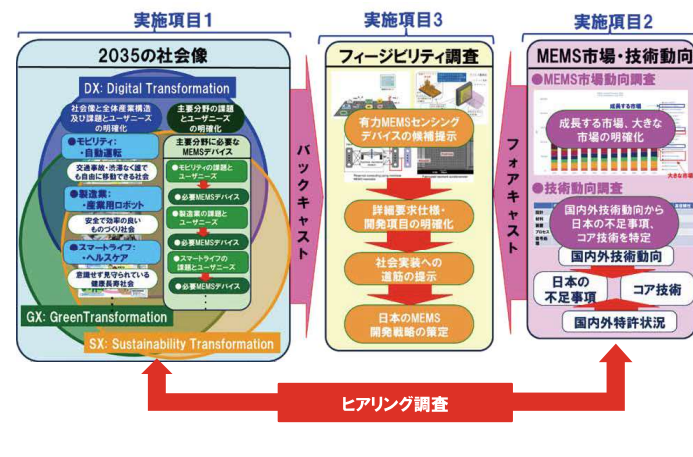 実施項目1
2035の社会像
DX: Digital Transformation
社会像と全体産業構造
及び課題とユーザニーズ
の明確化
●モビリティ:
・自動運転
交通事故・渋滞なく誰で
も自由に移動できる社会
●製造業:
・産業用ロボット
安全で効率の良い
ものづくり社会
●スマートライフ:
・ヘルスケア
意識せず見守られている
健康長寿社会
主要分野の課題
とユーザニーズ
の明確化
主要分野に必要な
MEMSデバイス
●モビリティの課題と
ユーザニーズ
●必要MEMSデバイス
●製造業の課題と
ユーザニーズ
●必要MEMSデバイス
●スマートライフの
課題とユーザニーズ
●必要MEMSデバイス
GX: GreenTransformation
SX: Sustainability Transformation
バックキャスト
実施項目3
フィージビリティ調査
有力MEMSセンシング
デバイスの候補提示
詳細要求仕様・
開発項目の明確化
社会実装への
道筋の提示
日本のMEMS
開発戦略の策定
フォアキャスト
実施項目2
MEMS市場・技術動向
●MEMS市場動向調査
成長する市場
成長する市場、大きな
市場の明確化
大きな市場
●技術動向調査
国内外技術動向から
日本の不足事項、
コア技術を特定
国内外技術動向
日本の
不足事項
コア技術
国内外特許状況
ヒアリング調査